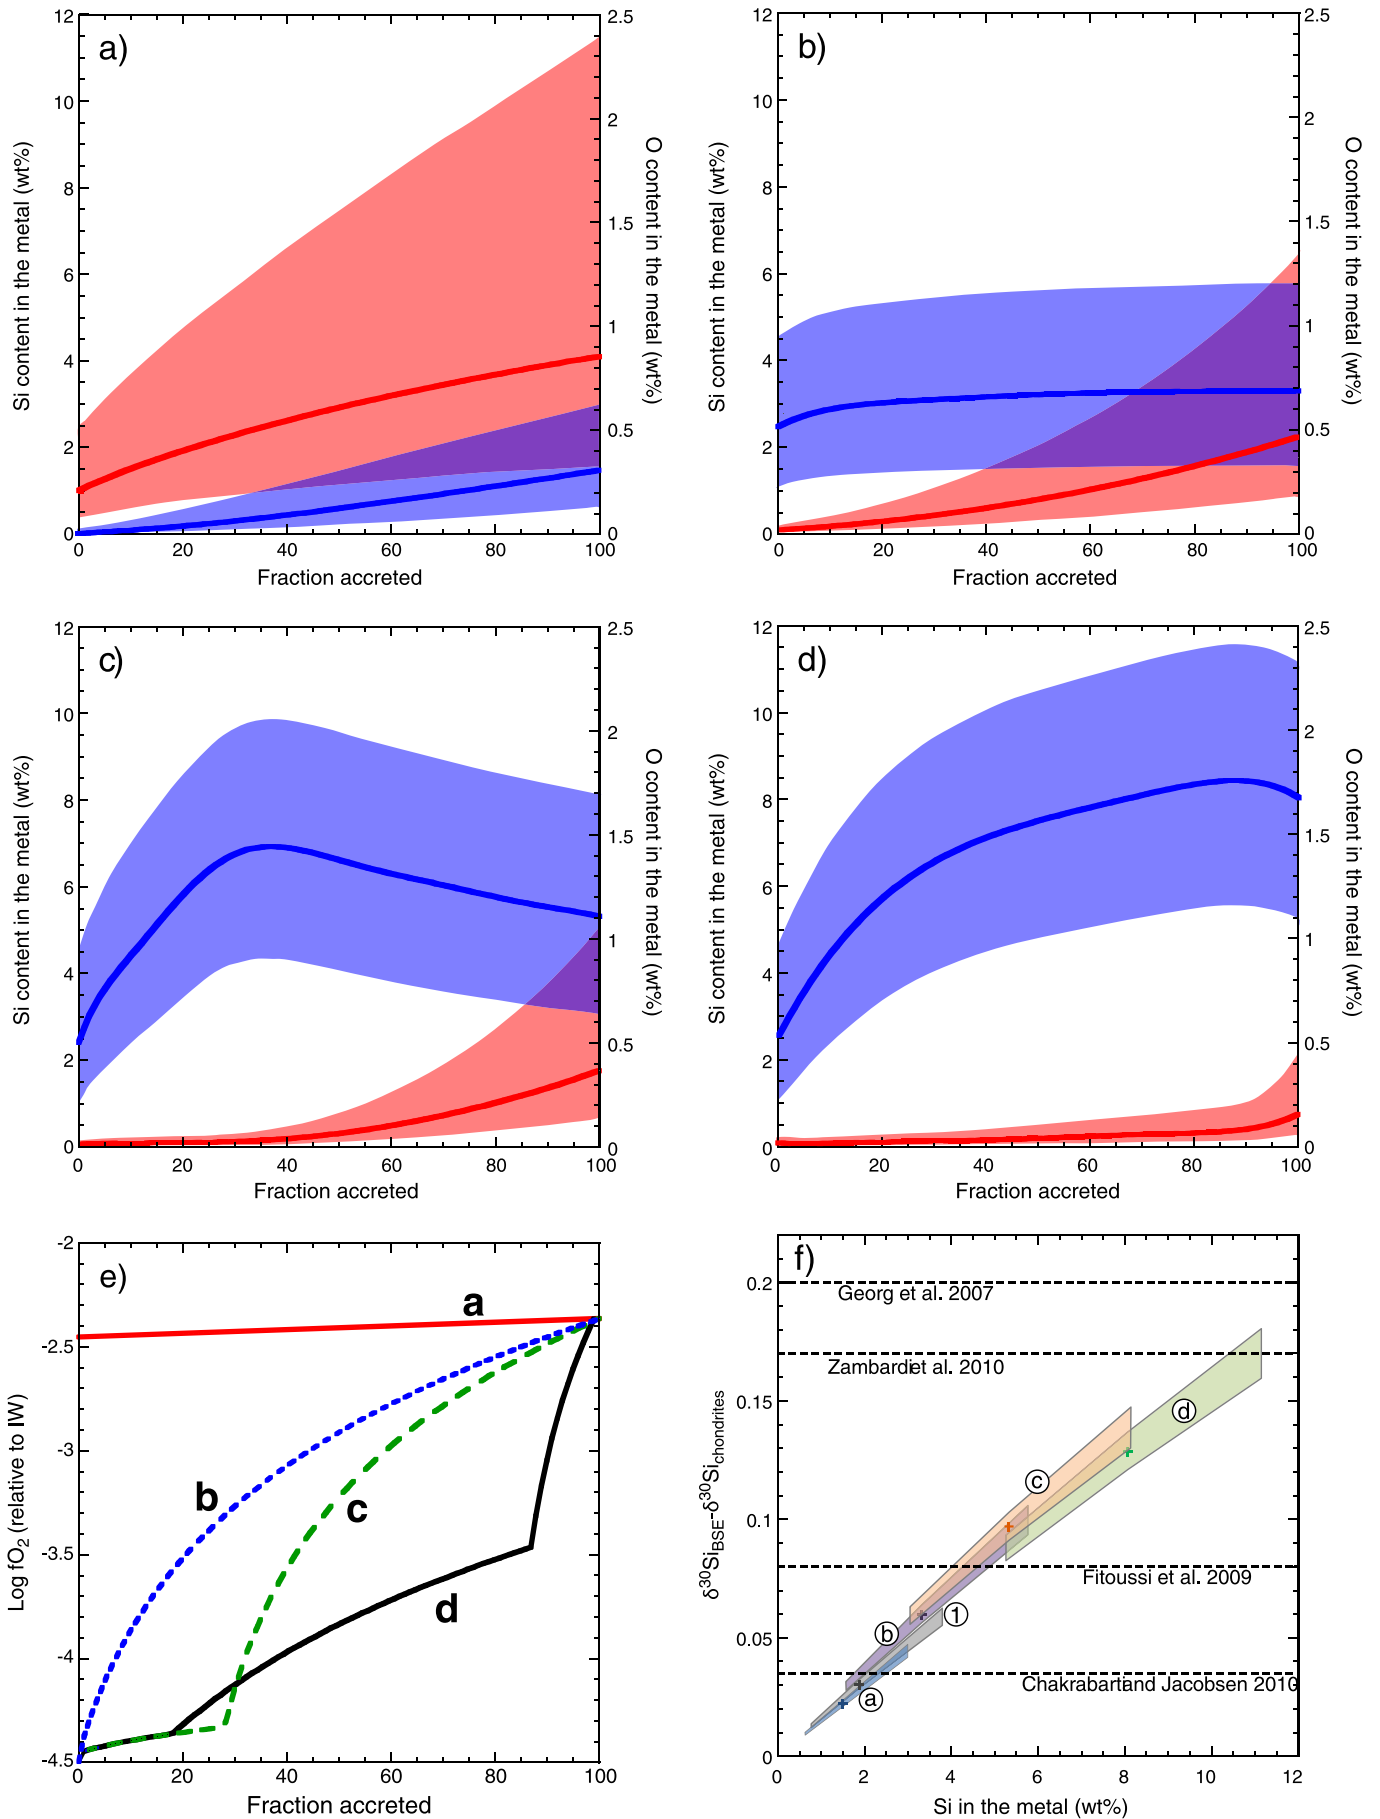 a)
12
10
8
6
4
2
0
2.5
2
1.5
1
0.5
0
0 20 40 60 80 100
Si content in the metal (wt%)
O content in the metal (wt%)
Fraction accreted
b)
12
10
8
6
4
2
0
2.5
2
1.5
1
0.5
0
0 20 40 60 80 100
Si content in the metal (wt%)
O content in the metal (wt%)
Fraction accreted
c)
12
10
8
6
4
2
0
2.5
2
1.5
1
0.5
0
0 20 40 60 80 100
Si content in the metal (wt%)
O content in the metal (wt%)
Fraction accreted
d)
12
10
8
6
4
2
0
2.5
2
1.5
1
0.5
0
0 20 40 60 80 100
Si content in the metal (wt%)
O content in the metal (wt%)
Fraction accreted
e)
-2
-2.5
-3
-3.5
-4
-4.5
a
b
c
d
0 20 40 60 80 100
Log fO₂ (relative to IW)
Fraction accreted
f)
0.2
0.15
0.1
0.05
0
Georg et al. 2007
Zambardiet al. 2010
d
c
Fitoussi et al. 2009
1
b
Chakrabartiand Jacobsen 2010
a
0 2 4 6 8 10 12
δ³⁰Si_BSE-δ³⁰Si_chondrites
Si in the metal (wt%)